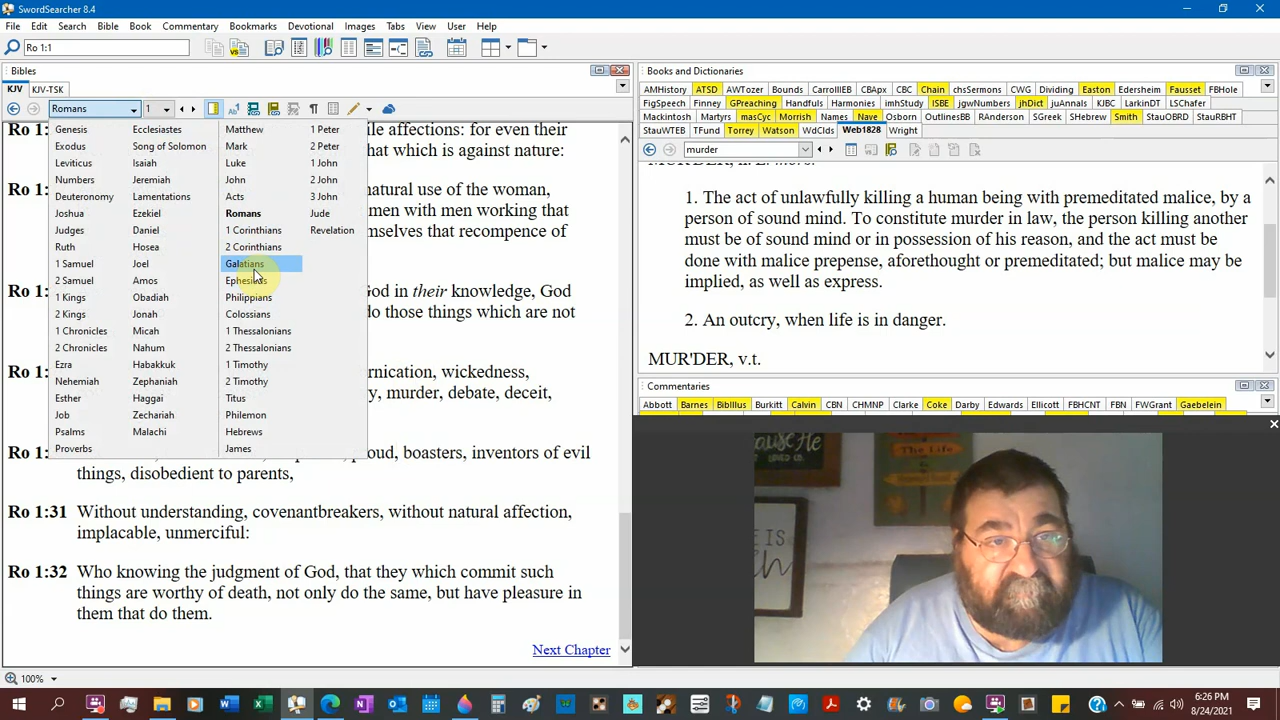 SwordSearcher 8.4
File Edit Search Bible Book Commentary Bookmarks Devotional Images Tabs View User Help
Ro 1:1
Bibles
KJV KJV-TSK
Romans 1
Genesis Ecclesiastes Matthew 1 Peter
Exodus Song of Solomon Mark 2 Peter
Leviticus Isaiah Luke 1 John
Numbers Jeremiah John 2 John
Deuteronomy Lamentations Acts 3 John
Joshua Ezekiel Romans Jude
Judges Daniel 1 Corinthians Revelation
Ruth Hosea 2 Corinthians
1 Samuel Joel Galatians
2 Samuel Amos Ephesians
1 Kings Obadiah Philippians
2 Kings Jonah Colossians
1 Chronicles Micah 1 Thessalonians
2 Chronicles Nahum 2 Thessalonians
Ezra Habakkuk 1 Timothy
Nehemiah Zephaniah 2 Timothy
Esther Haggai Titus
Job Zechariah Philemon
Psalms Malachi Hebrews
Proverbs James
Ro 1: ile affections: for even their
hat which is against nature:
Ro 1: natural use of the woman,
men with men working that
mselves that recompence of
Ro 1: God in their knowledge, God
do those things which are not
Ro 1: rnication, wickedness,
y, murder, debate, deceit,
Ro 1: proud, boasters, inventors of evil
things, disobedient to parents,
Ro 1:31 Without understanding, covenantbreakers, without natural affection,
implacable, unmerciful:
Ro 1:32 Who knowing the judgment of God, that they which commit such
things are worthy of death, not only do the same, but have pleasure in
them that do them.
Next Chapter
100%
Books and Dictionaries
AMHistory ATSD AWTozer Bounds CarrollEB CBApx CBC Chain chsSermons CWG Dividing Easton Edersheim Fausset FBHole
FigSpeech Finney GPreaching Handfuls Harmonies imhStudy ISBE jgwNumbers jhDict juAnnals KJBC LarkinDT LSChafer
Mackintosh Martyrs masCyc Morrish Names Nave Osborn OutlinesBB RAnderson SGreek SHebrew Smith StauOBRD StauRBHT
StauWTEB TFund Torrey Watson WdClds Web1828 Wright
murder
1. The act of unlawfully killing a human being with premeditated malice, by a
person of sound mind. To constitute murder in law, the person killing another
must be of sound mind or in possession of his reason, and the act must be
done with malice prepense, aforethought or premeditated; but malice may be
implied, as well as express.
2. An outcry, when life is in danger.
MUR'DER, v.t.
Commentaries
Abbott Barnes BibIllus Burkitt Calvin CBN CHMNP Clarke Coke Darby Edwards Ellicott FBHCNT FBN FWGrant Gaebelein
cause He
LOVED CO.
The Life
E IS
6:26 PM
8/24/2021